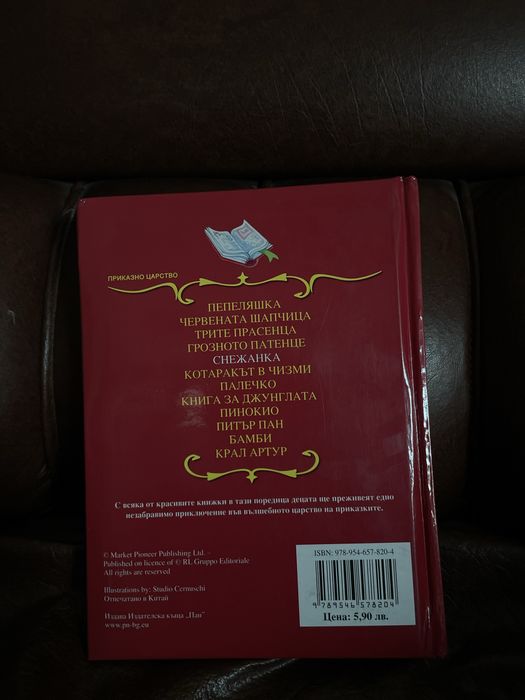 ПРИКАЗНО ЦАРСТВО
ПЕПЕЛЯШКА
ЧЕРВЕНАТА ШАПЧИЦА
ТРИТЕ ПРАСЕНЦА
ГРОЗНОТО ПАТЕНЦЕ
СНЕЖАНКА
КОТАРАКЪТ В ЧИЗМИ
ПАЛЕЧКО
КНИГА ЗА ДЖУНГЛАТА
ПИНОКИО
ПИТЪР ПАН
БАМБИ
КРАЛ АРТУР
С всяка от красивите книжки в тази поредица децата ще преживеят едно
незабравимо приключение във вълшебното царство на приказките.
© Market Pioneer Publishing Ltd. –
Published on licence of © RL Gruppo Editoriale
All rights are reserved
Illustrations by: Studio Cermuschi
Отпечатано в Китай
Издава Издателска къща „Пан"
www.pn-bg.eu
ISBN: 978-954-657-820-4
9 789546 578204
Цена: 5,90 лв.